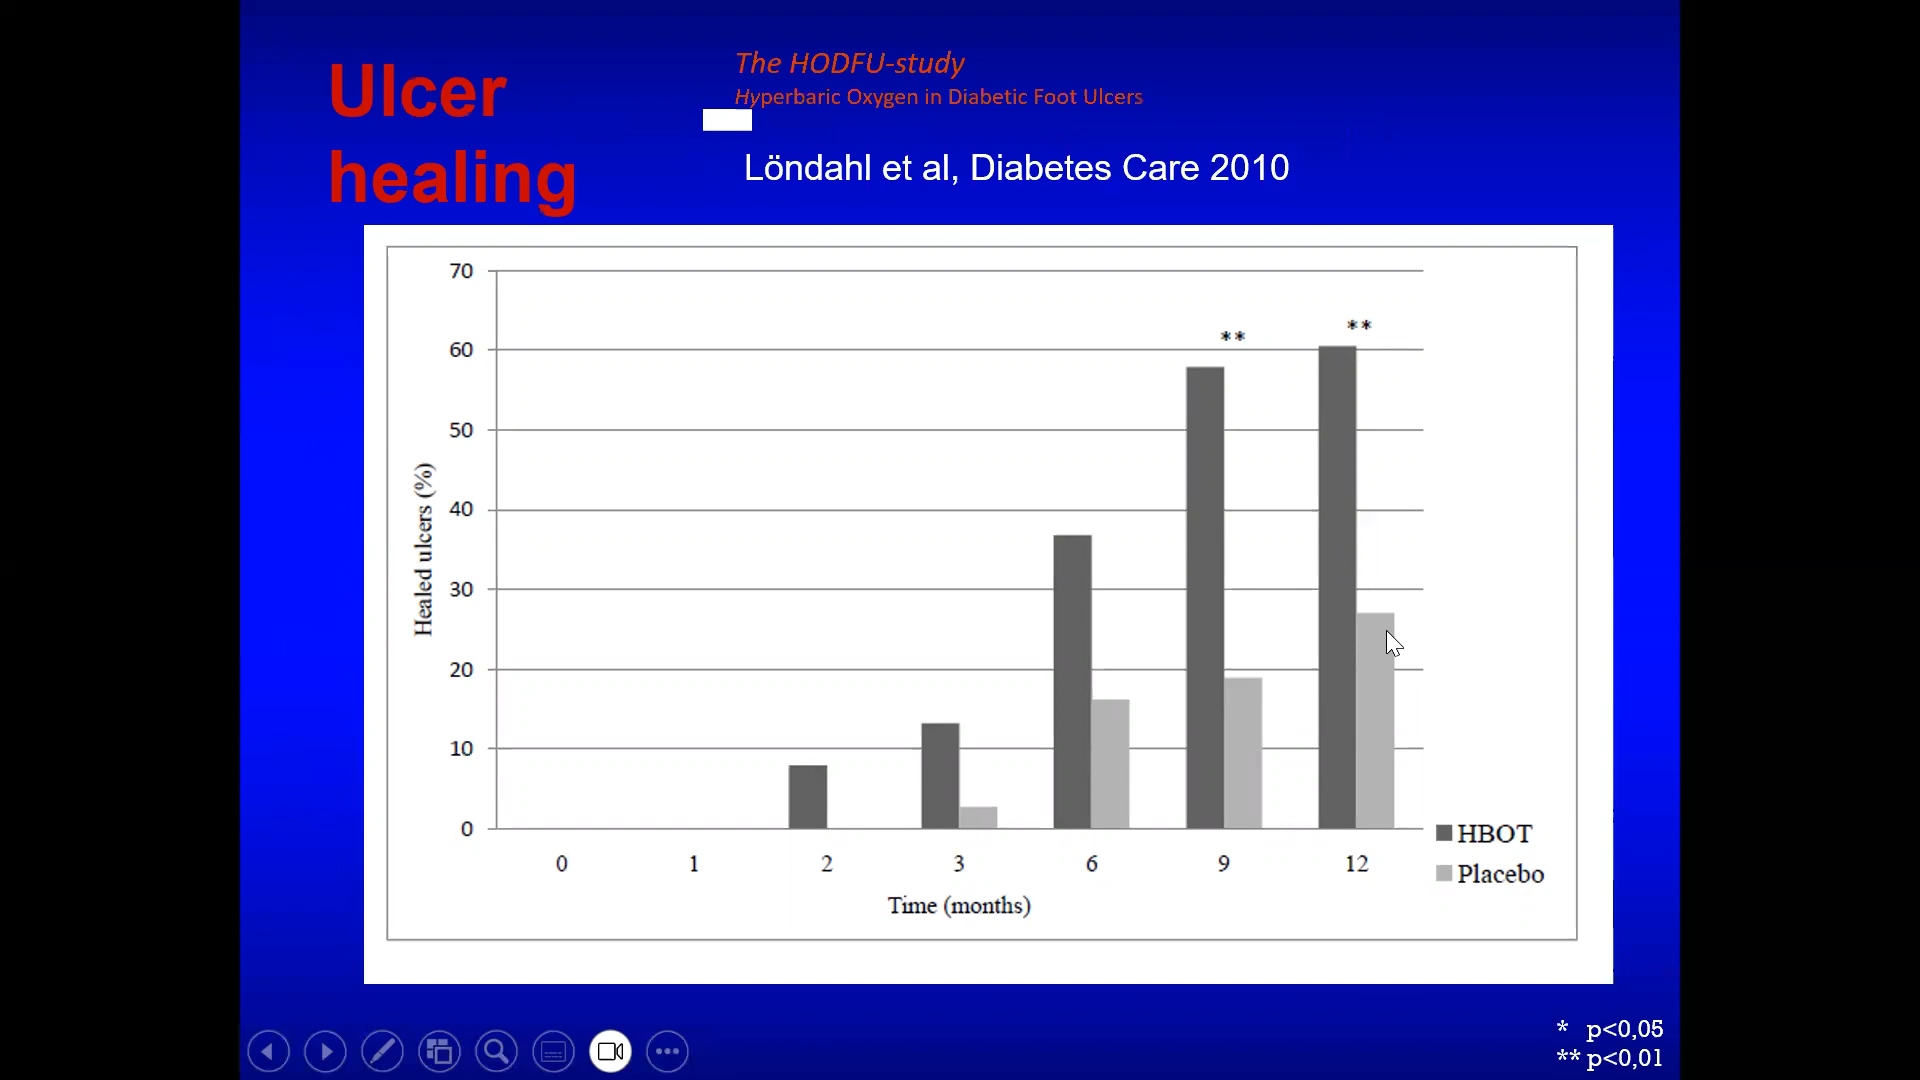 Ulcer
healing
The HODFU-study
Hyperbaric Oxygen in Diabetic Foot Ulcers
Löndahl et al, Diabetes Care 2010
70
60
50
40
30
20
10
0
Healed ulcers (%)
** **
0 1 2 3 6 9 12
Time (months)
HBOT
Placebo
* p<0,05
** p<0,01